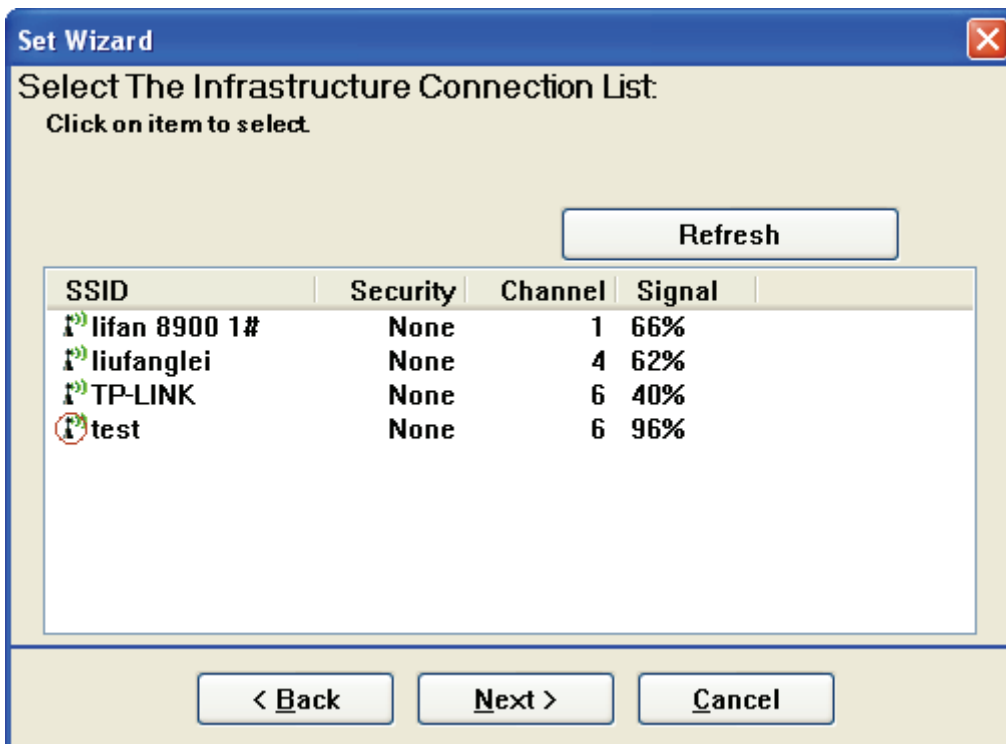 Set Wizard
Select The Infrastructure Connection List:
Click on item to select.
Refresh
SSID Security Channel Signal
lifan 8900 1# None 1 66%
liufanglei None 4 62%
TP-LINK None 6 40%
test None 6 96%
< Back Next > Cancel